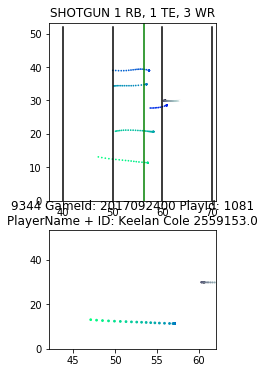 SHOTGUN 1 RB, 1 TE, 3 WR
50
40
30
20
10
0
40 50 60 70
9344 GameId: 2017092400 PlayId: 1081
PlayerName + ID: Keelan Cole 2559153.0
40
20
0
45 50 55 60